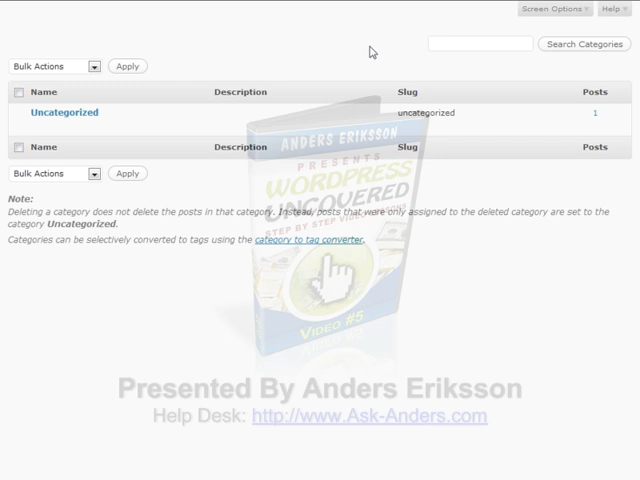 Screen Options Help
Search Categories
Bulk Actions Apply
Name Description Slug Posts
Uncategorized uncategorized 1
Name Description Slug Posts
Bulk Actions Apply
Note:
Deleting a category does not delete the posts in that category. Instead, posts that were only assigned to the deleted category are set to the
category Uncategorized.
Categories can be selectively converted to tags using the category to tag converter.
ANDERS ERIKSSON
PRESENTS
WORDPRESS
UNCOVERED
STEP BY STEP VIDEO LESSONS
VIDEO #5
Presented By Anders Eriksson
Help Desk: http://www.Ask-Anders.com